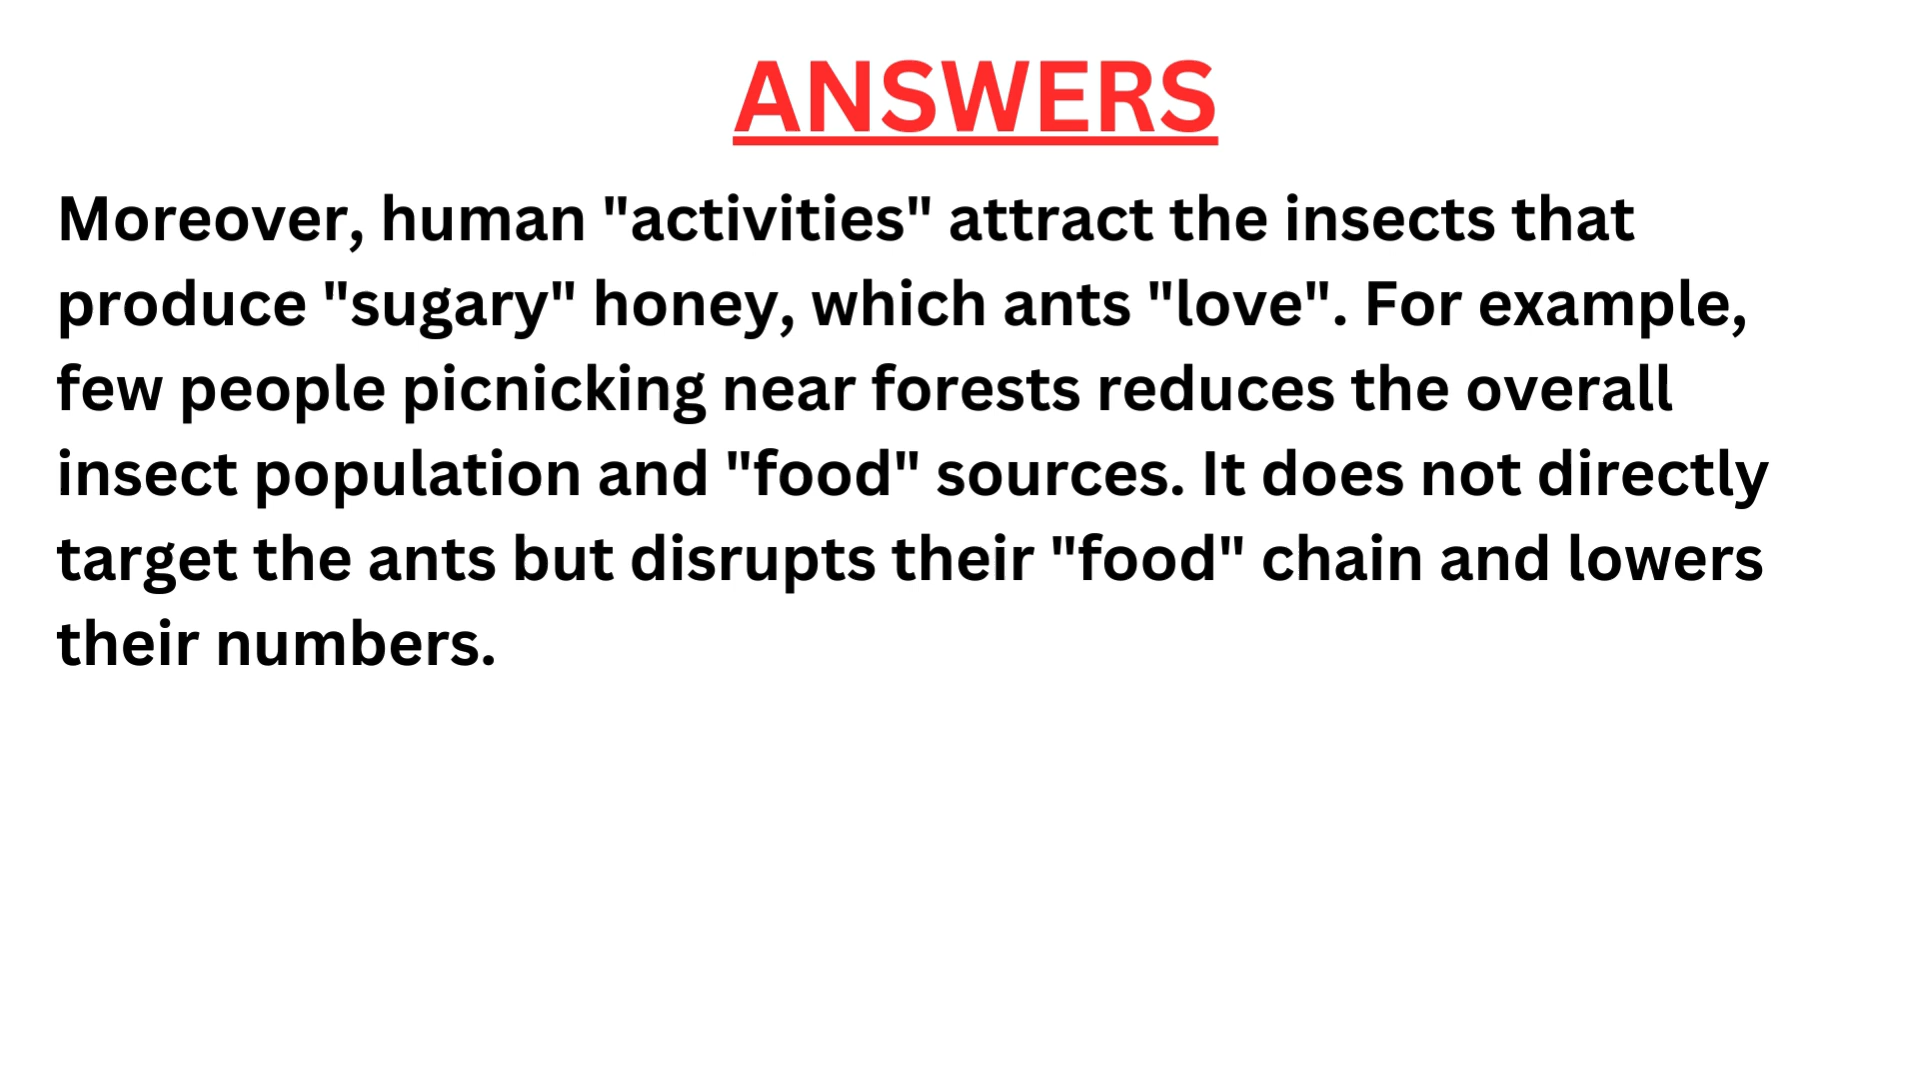 ANSWERS
Moreover, human "activities" attract the insects that
produce "sugary" honey, which ants "love". For example,
few people picnicking near forests reduces the overall
insect population and "food" sources. It does not directly
target the ants but disrupts their "food" chain and lowers
their numbers.